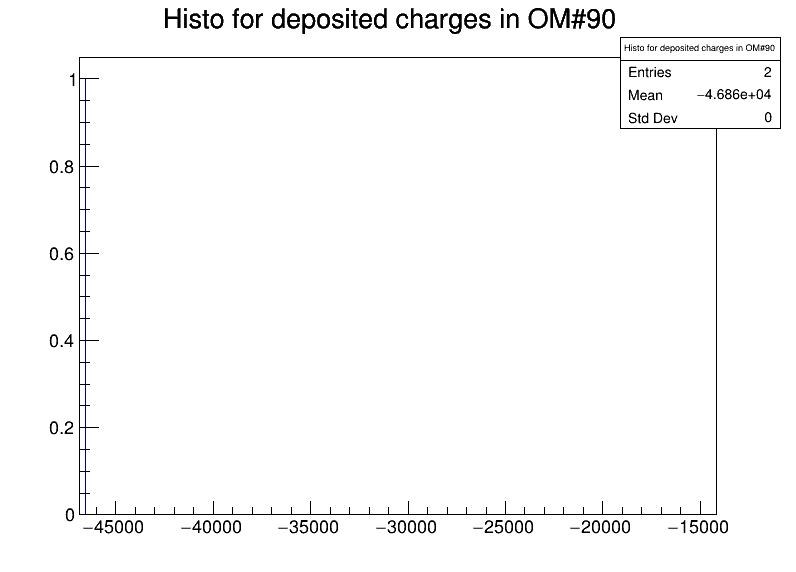 Histo for deposited charges in OM#90
Histo for deposited charges in OM#90
Entries 2
Mean −4.686e+04
Std Dev 0
1
0.8
0.6
0.4
0.2
0
−45000 −40000 −35000 −30000 −25000 −20000 −15000